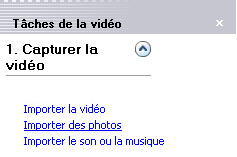 Tâches de la vidéo
1. Capturer la
vidéo
Importer la vidéo
Importer des photos
Importer le son ou la musique